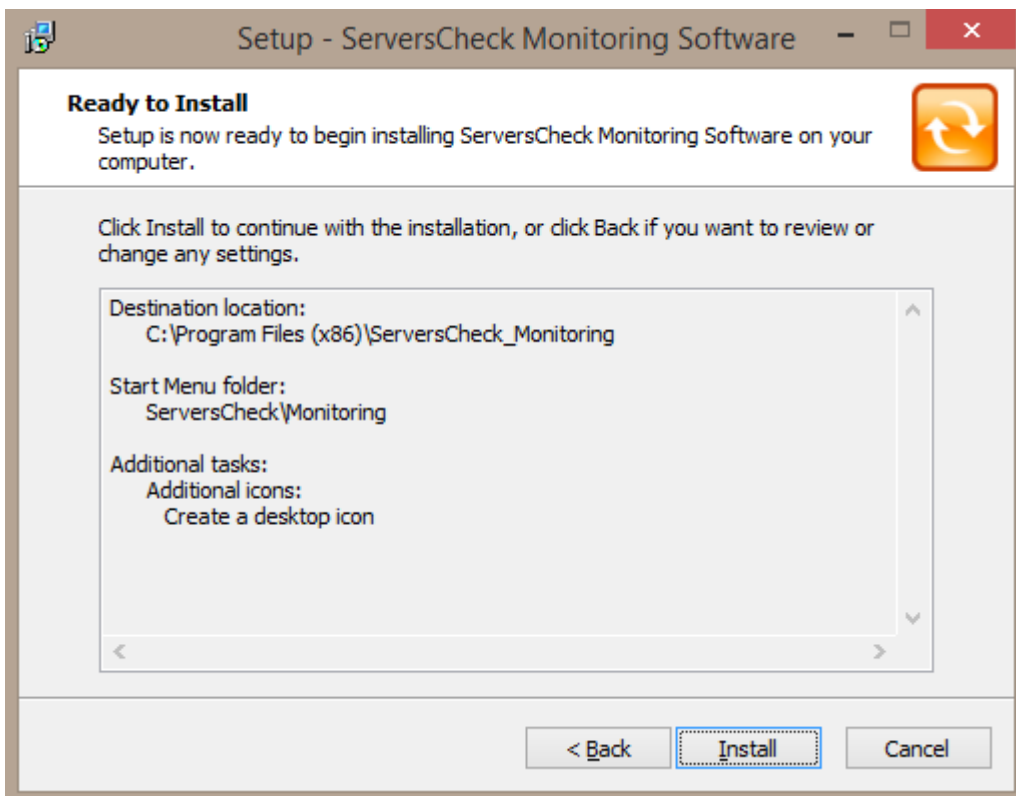 Setup - ServersCheck Monitoring Software
Ready to Install
Setup is now ready to begin installing ServersCheck Monitoring Software on your
computer.
Click Install to continue with the installation, or click Back if you want to review or
change any settings.
Destination location:
C:\Program Files (x86)\ServersCheck_Monitoring
Start Menu folder:
ServersCheck\Monitoring
Additional tasks:
Additional icons:
Create a desktop icon
< Back
Install
Cancel